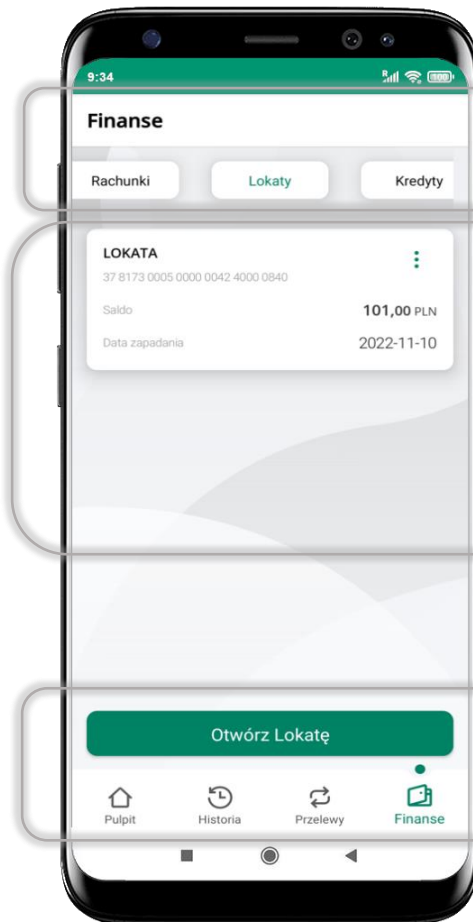 9:34
Finanse
Rachunki
Lokaty
Kredyty
LOKATA
37 8173 0005 0000 0042 4000 0840
Saldo 101,00 PLN
Data zapadania 2022-11-10
Otwórz Lokatę
Pulpit Historia Przelewy Finanse